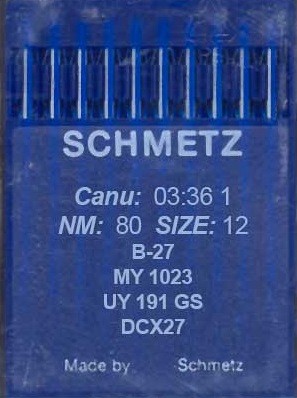 SCHMETZ
Canu: 03:36 1
NM: 80 SIZE: 12
B-27
MY 1023
UY 191 GS
DCX27
Made by Schmetz